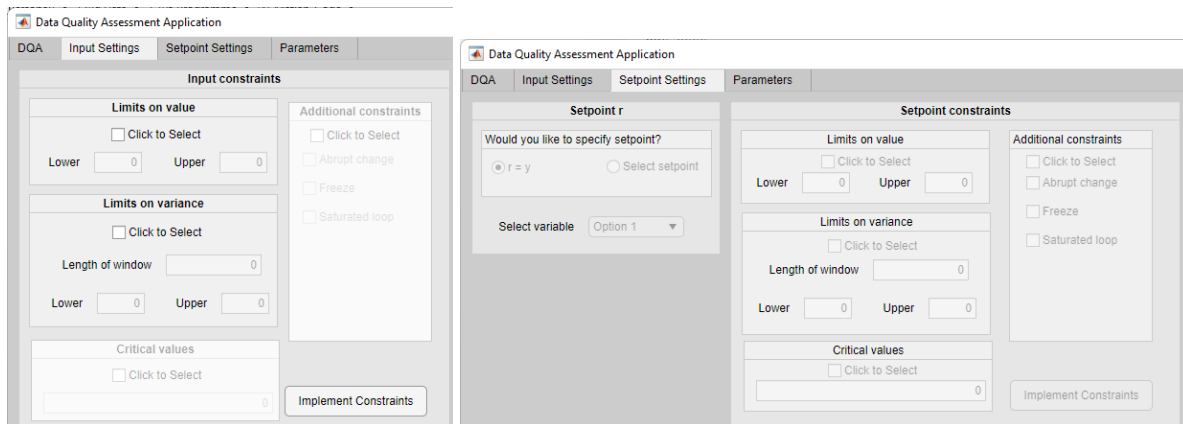 Data Quality Assessment Application
DQA Input Settings Setpoint Settings Parameters
Input constraints
Limits on value
Click to Select
Lower 0 Upper 0
Limits on variance
Click to Select
Length of window 0
Lower 0 Upper 0
Critical values
Click to Select
0
Additional constraints
Click to Select
Abrupt change
Freeze
Saturated loop
Implement Constraints
Data Quality Assessment Application
DQA Input Settings Setpoint Settings Parameters
Setpoint r
Would you like to specify setpoint?
r = y Select setpoint
Select variable Option 1
Setpoint constraints
Limits on value
Click to Select
Lower 0 Upper 0
Limits on variance
Click to Select
Length of window 0
Lower 0 Upper 0
Critical values
Click to Select
0
Additional constraints
Click to Select
Abrupt change
Freeze
Saturated loop
Implement Constraints